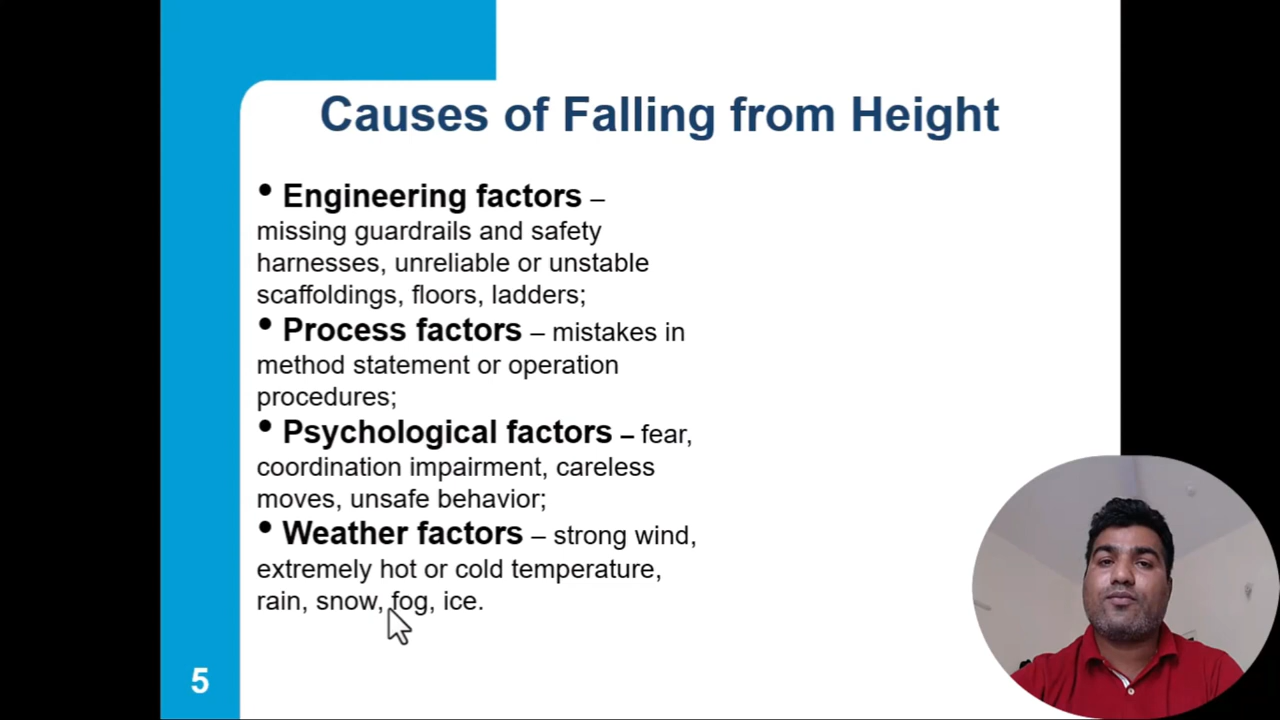 Causes of Falling from Height
• Engineering factors –
missing guardrails and safety
harnesses, unreliable or unstable
scaffoldings, floors, ladders;
• Process factors – mistakes in
method statement or operation
procedures;
• Psychological factors – fear,
coordination impairment, careless
moves, unsafe behavior;
• Weather factors – strong wind,
extremely hot or cold temperature,
rain, snow, fog, ice.
5